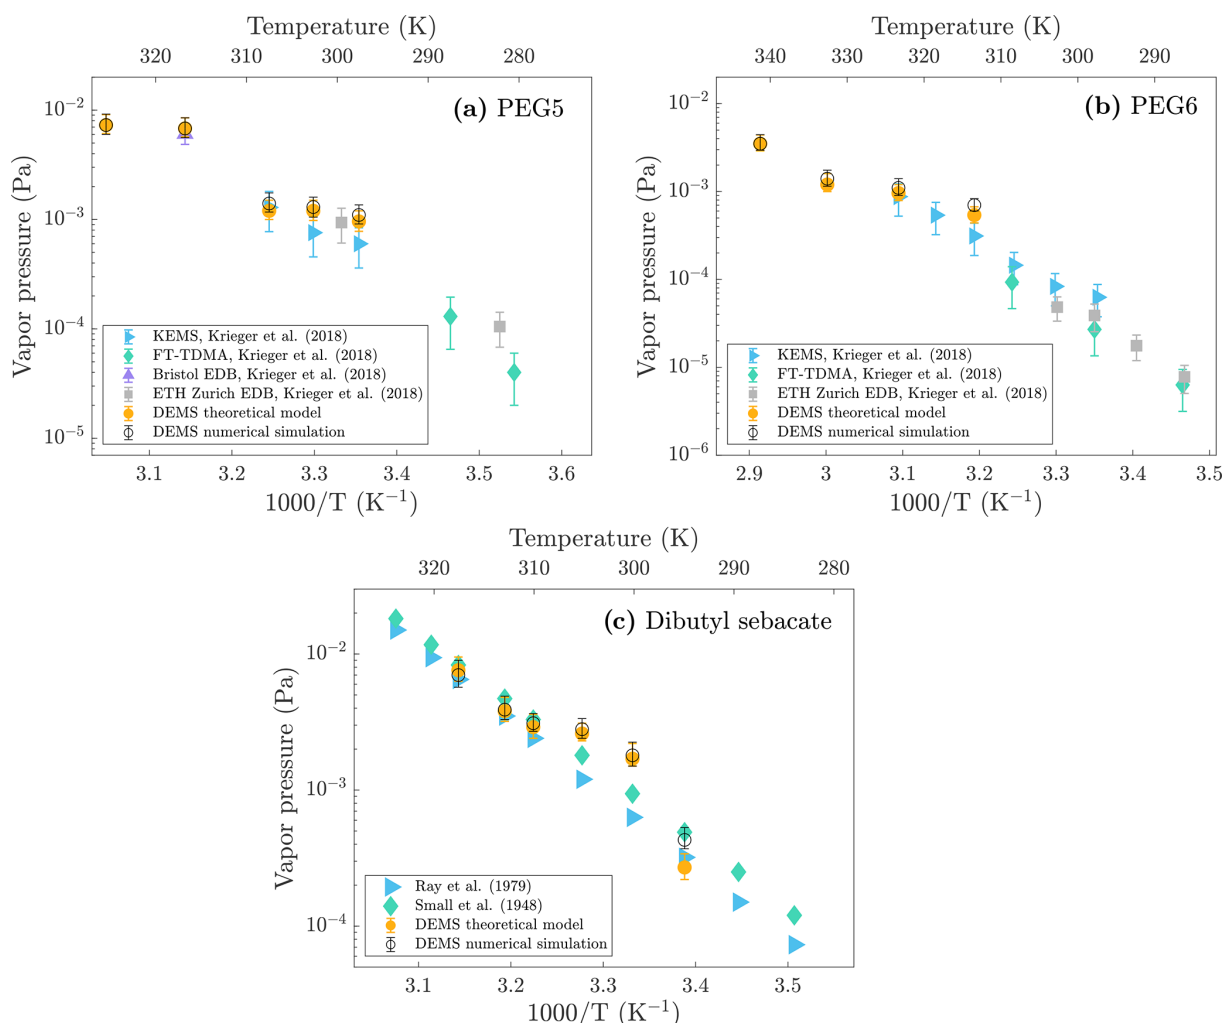 Temperature (K)
320 310 300 290 280
(a) PEG5
Vapor pressure (Pa)
10−2
10−3
10−4
10−5
KEMS, Krieger et al. (2018)
FT-TDMA, Krieger et al. (2018)
Bristol EDB, Krieger et al. (2018)
ETH Zurich EDB, Krieger et al. (2018)
DEMS theoretical model
DEMS numerical simulation
3.1 3.2 3.3 3.4 3.5 3.6
1000/T (K−1)
Temperature (K)
340 330 320 310 300 290
(b) PEG6
Vapor pressure (Pa)
10−2
10−3
10−4
10−5
10−6
KEMS, Krieger et al. (2018)
FT-TDMA, Krieger et al. (2018)
ETH Zurich EDB, Krieger et al. (2018)
DEMS theoretical model
DEMS numerical simulation
2.9 3 3.1 3.2 3.3 3.4 3.5
1000/T (K−1)
Temperature (K)
320 310 300 290 280
(c) Dibutyl sebacate
Vapor pressure (Pa)
10−2
10−3
10−4
Ray et al. (1979)
Small et al. (1948)
DEMS theoretical model
DEMS numerical simulation
3.1 3.2 3.3 3.4 3.5
1000/T (K−1)